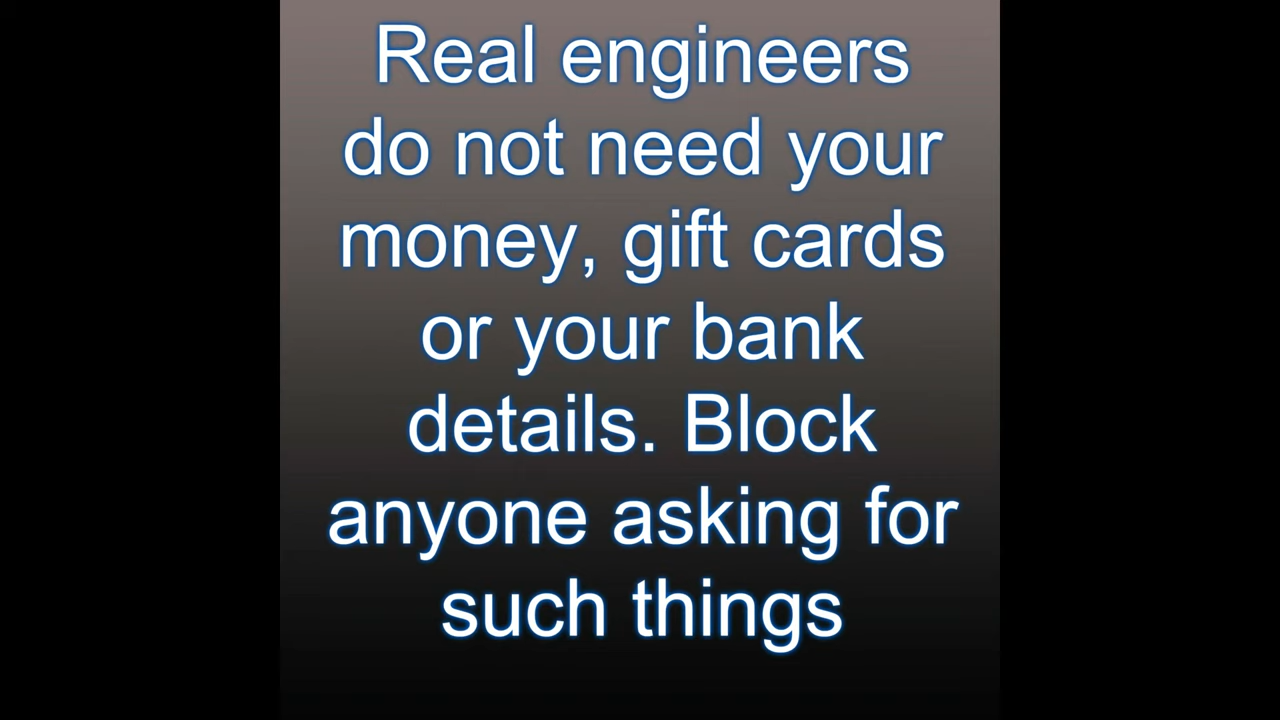 Real engineers
do not need your
money, gift cards
or your bank
details. Block
anyone asking for
such things